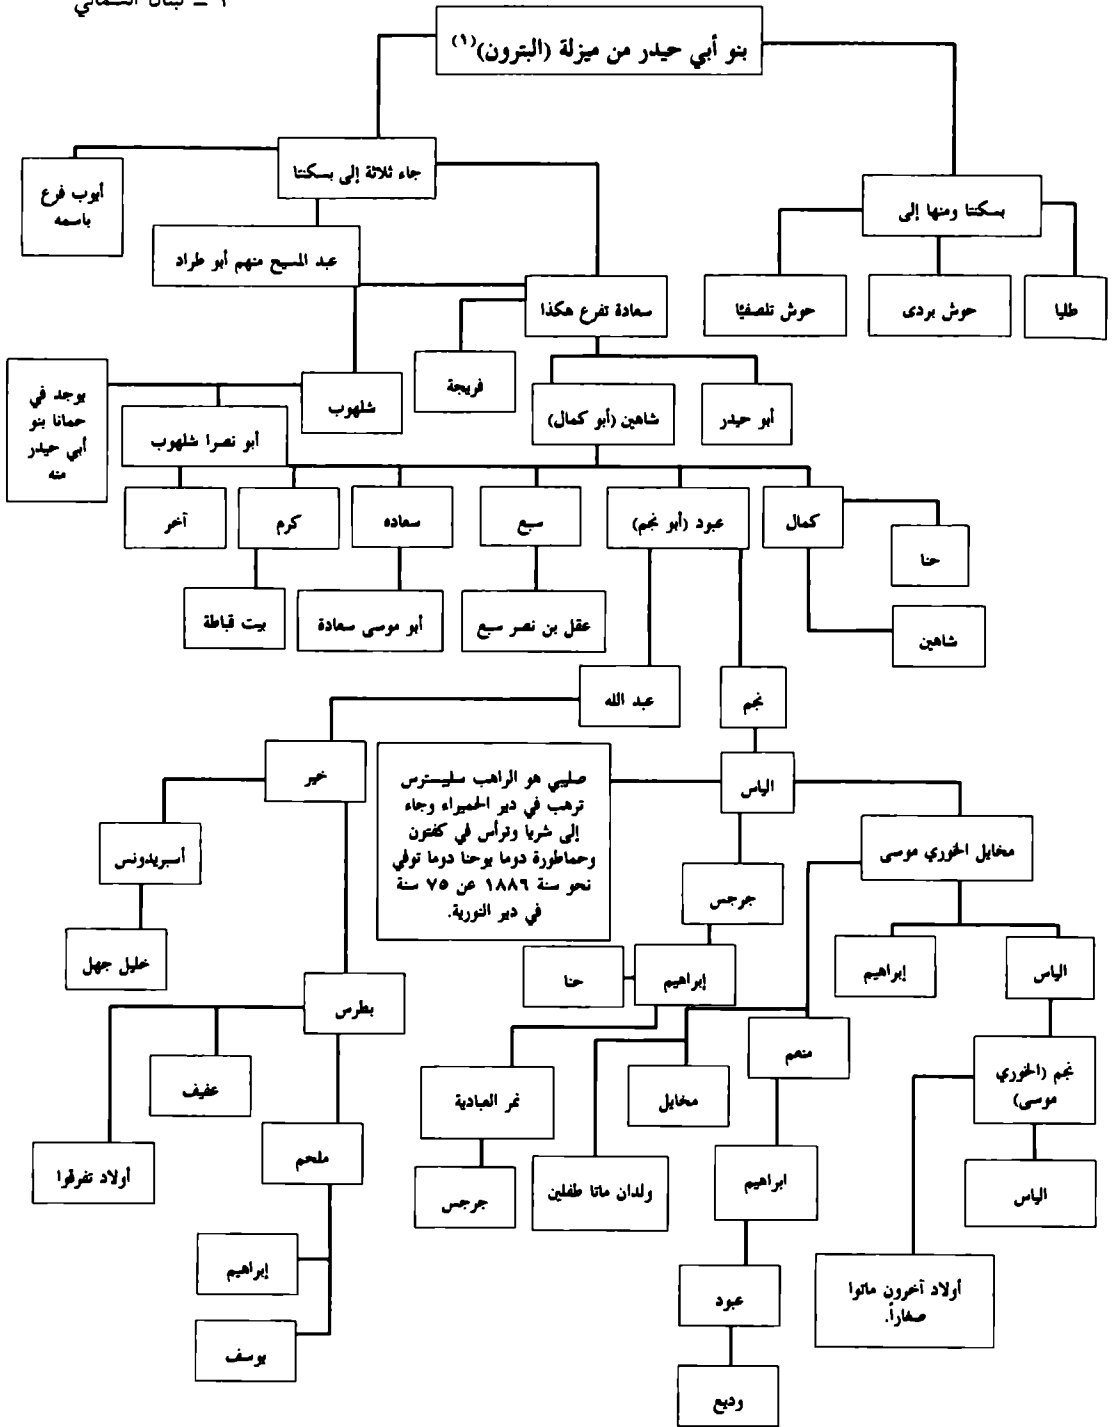 ١ ــ لبنان الشمالي
بنو أبي حيدر من ميزلة (البترون)(١)
جاء ثلاثة إلى بسكنتا
أيوب فرع
باسمه
بسكنتا ومنها إلى
عبد المسيح منهم أبو طراد
طليا
حوش بردى
حوش تلصفيّا
سعادة تفرع هكذا
فريجة
شلهوب
أبو حيدر
شاهين (أبو كمال)
يوجد في
حمانا بنو
أبي حيدر
منه
أبو نصرا شلهوب
كمال
عبود (أبو نجم)
سبع
سعاده
كرم
آخر
حنا
شاهين
عقل بن نصر سبع
أبو موسى سعادة
بيت قباطة
نجم
عبد الله
خير
الياس
صليبي هو الراهب سليسترس
ترهب في دير الحميراء وجاء
إلى شربا وترأس في كفتون
وحماطورة دوما يوحنا دوما توفي
نحو سنة ١٨٨٦ عن ٧٥ سنة
في دير النورية.
مخايل الخوري موسى
أسبريدونس
جرجس
خليل جهل
إبراهيم
الياس
إبراهيم
حنا
بطرس
منعم
نجم (الخوري
موسى)
عفيف
مخايل
نمر العبادية
ملحم
أولاد تفرقوا
الياس
ابراهيم
ولدان ماتا طفلين
جرجس
إبراهيم
أولاد آخرون ماتوا
صغاراً.
عبود
يوسف
وديع